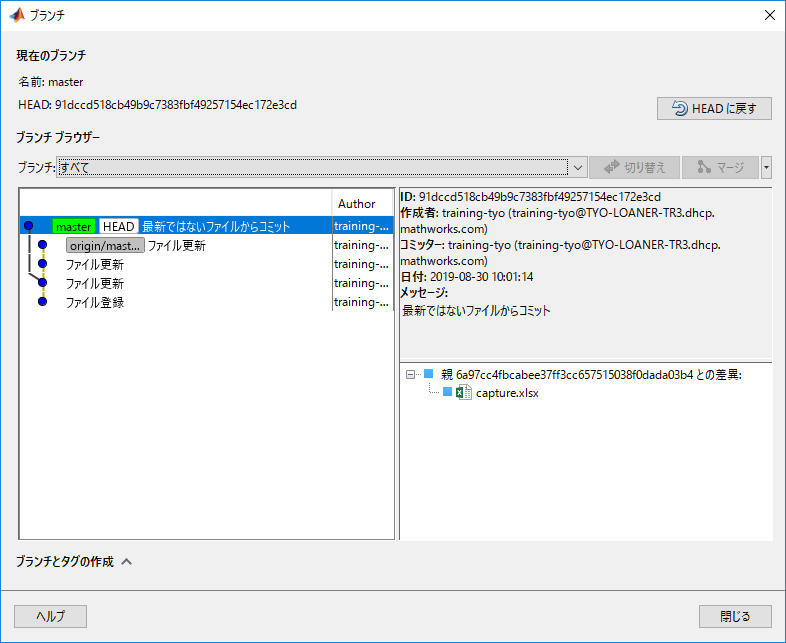 ブランチ
現在のブランチ
名前: master
HEAD: 91dccd518cb49b9c7383fbf49257154ec172e3cd
HEAD に戻す
ブランチ ブラウザー
ブランチ: すべて
切り替え
マージ
Author
master HEAD 最新ではないファイルからコミット training-...
origin/mast... ファイル更新 training-...
ファイル更新 training-...
ファイル更新 training-...
ファイル登録 training-...
ID: 91dccd518cb49b9c7383fbf49257154ec172e3cd
作成者: training-tyo (training-tyo@TYO-LOANER-TR3.dhcp.
mathworks.com)
コミッター: training-tyo (training-tyo@TYO-LOANER-TR3.dhcp.
mathworks.com)
日付: 2019-08-30 10:01:14
メッセージ:
最新ではないファイルからコミット
親 6a97cc4fbcabee37ff3cc657515038f0dada03b4 との差異:
capture.xlsx
ブランチとタグの作成
ヘルプ
閉じる